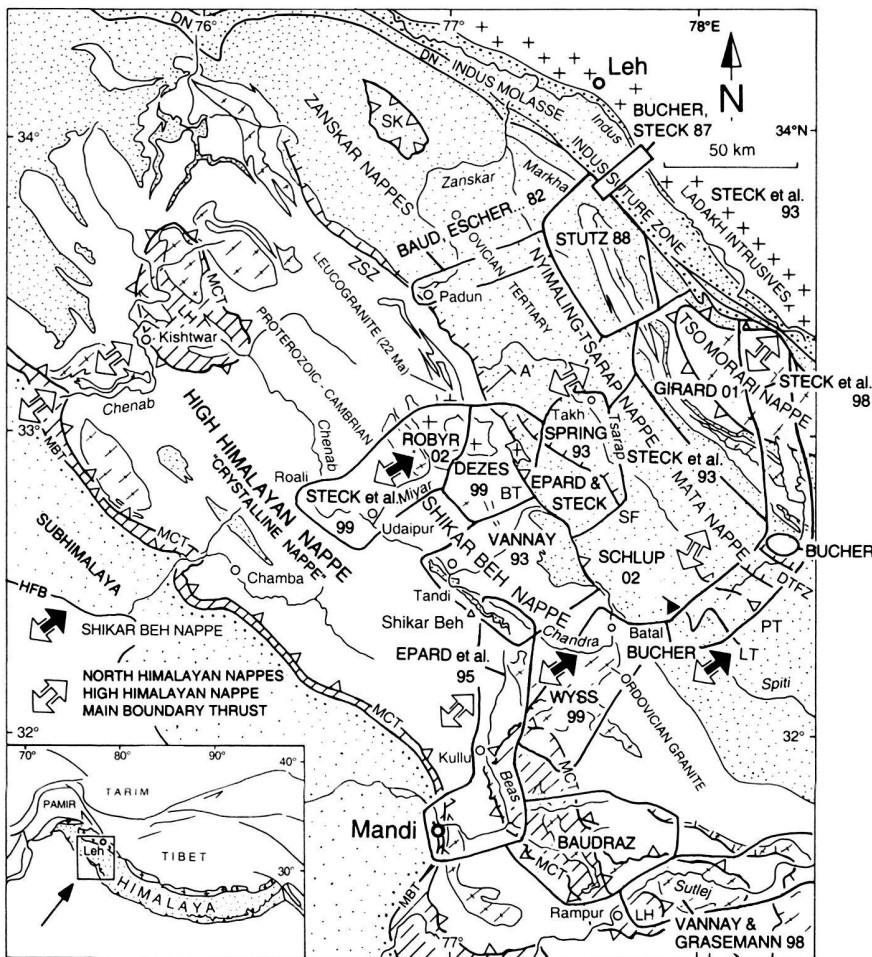 76°
77°
78°E
DN
DN
INDUS MOLASSE
Leh
Indus
N
BUCHER,
STECK 87
34°
34°N
50 km
SK
ZANSKAR NAPPES
Zanskar
Markha
INDUS SUTURE ZONE
LADAKH INTRUSIVES
STECK et al.
93
BAUD, ESCHER... 82
STUTZ 88
OVICIAN
TERTIARY
NYIMALING-TSARAP NAPPE
ZSZ
Padun
MCT
LH
Kishtwar
LEUCOGRANITE (22 Ma)
PROTEROZOIC - CAMBRIAN
TSO MORARI NAPPE
GIRARD 01
STECK et al.
98
A'
Chenab
33°
MBT
HIGH HIMALAYAN NAPPE
"CRYSTALLINE NAPPE"
Chenab
ROBYR
02
Takh
SPRING
93
Tsarap
DEZES
99
STECK et al.
93
MATA NAPPE
Roali
STECK et al.
99
Miyar
BT
EPARD &
STECK
Udaipur
SHIKAR BEH NAPPE
VANNAY
93
SF
SCHLUP
02
BUCHER
DTFZ
SUBHIMALAYA
MCT
Chamba
HFB
Tandi
Shikar Beh
Chandra
Batal
BUCHER
PT
LT
Spiti
SHIKAR BEH NAPPE
EPARD et al.
95
WYSS
99
ORDOVICIAN GRANITE
NORTH HIMALAYAN NAPPES
HIGH HIMALAYAN NAPPE
MAIN BOUNDARY THRUST
MCT
32°
32°
Kullu
Beas
MCT
70°
80°
90°
40°
TARIM
PAMIR
Leh
TIBET
30°
HIMALAYA
Mandi
BAUDRAZ
MCT
MBT
Sutlej
Rampur
LH
VANNAY &
GRASEMANN 98
77°